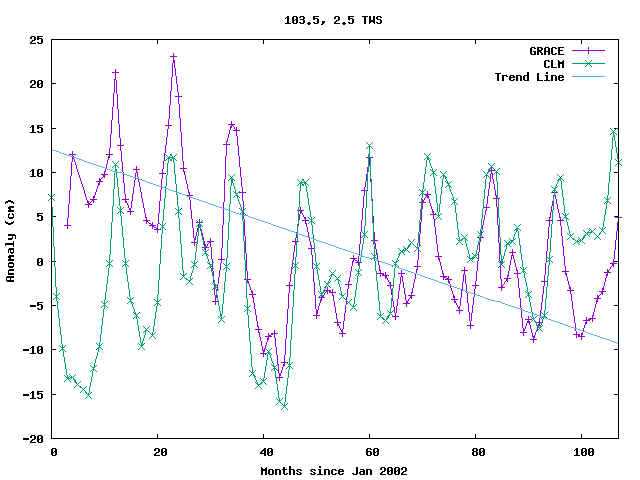 103.5, 2.5 TWS
GRACE
CLM
Trend Line
25
20
15
10
5
0
-5
-10
-15
-20
Anomaly (cm)
0 20 40 60 80 100
Months since Jan 2002